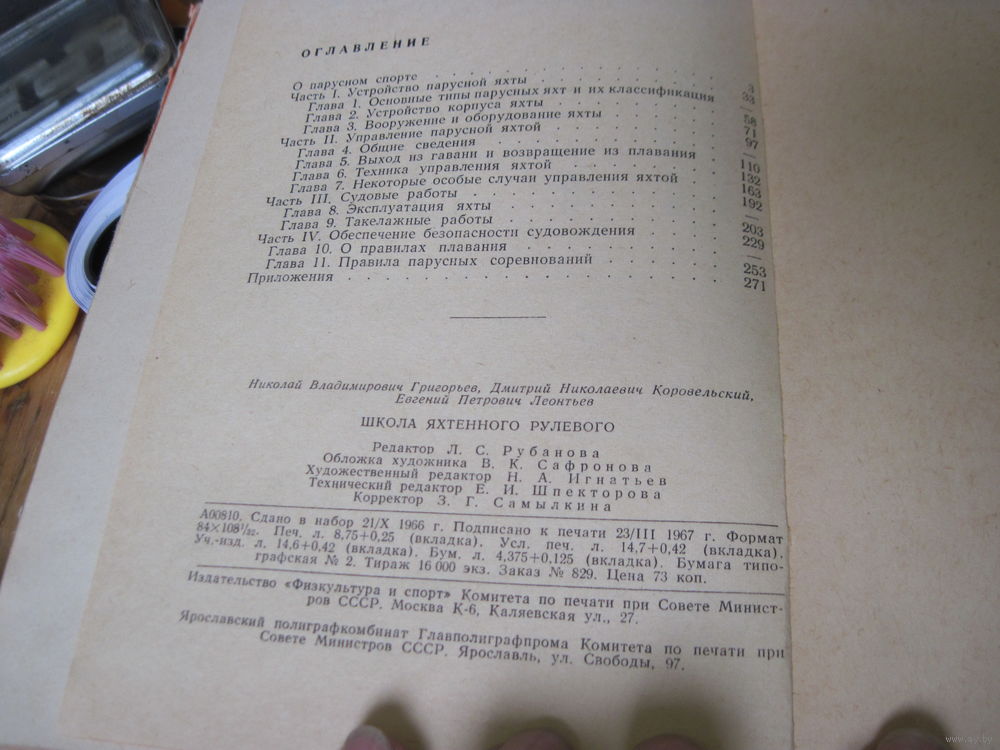 ОГЛАВЛЕНИЕ
О парусном спорте . . . . . . . . . . 3
Часть I. Устройство парусной яхты . . . . . . . 33
Глава 1. Основные типы парусных яхт и их классификация —
Глава 2. Устройство корпуса яхты . . . . . . 58
Глава 3. Вооружение и оборудование яхты . . . . 71
Часть II. Управление парусной яхтой . . . . . . 97
Глава 4. Общие сведения . . . . . . . . —
Глава 5. Выход из гавани и возвращение из плавания . 110
Глава 6. Техника управления яхтой . . . . . . 132
Глава 7. Некоторые особые случаи управления яхтой . 163
Часть III. Судовые работы . . . . . . . . 192
Глава 8. Эксплуатация яхты . . . . . . . —
Глава 9. Такелажные работы . . . . . . . 203
Часть IV. Обеспечение безопасности судовождения . . . . 229
Глава 10. О правилах плавания . . . . . . . —
Глава 11. Правила парусных соревнований . . . . 253
Приложения . . . . . . . . . . . . 271
Николай Владимирович Григорьев, Дмитрий Николаевич Коровельский,
Евгений Петрович Леонтьев
ШКОЛА ЯХТЕННОГО РУЛЕВОГО
Редактор Л. С. Рубанова
Обложка художника В. К. Сафронова
Художественный редактор Н. А. Игнатьев
Технический редактор Е. И. Шпекторова
Корректор З. Г. Самылкина
А00810. Сдано в набор 21/X 1966 г. Подписано к печати 23/III 1967 г. Формат
84×108¹/₃₂. Печ. л. 8,75+0,25 (вкладка). Усл. печ. л. 14,7+0,42 (вкладка).
Уч.-изд. л. 14,6+0,42 (вкладка). Бум. л. 4,375+0,125 (вкладка). Бумага типо-
графская № 2. Тираж 16 000 экз. Заказ № 829. Цена 73 коп.
Издательство «Физкультура и спорт» Комитета по печати при Совете Минист-
ров СССР. Москва К-6, Каляевская ул., 27.
Ярославский полиграфкомбинат Главполиграфпрома Комитета по печати при
Совете Министров СССР. Ярославль, ул. Свободы, 97.
www.ay.by